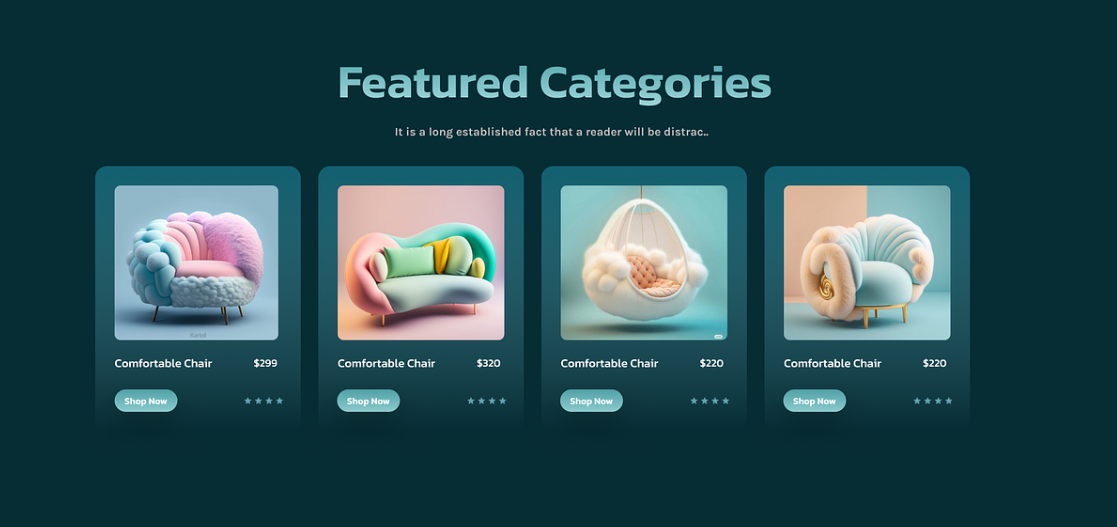 Featured Categories
It is a long established fact that a reader will be distrac..
Comfortable Chair $299
Shop Now
Comfortable Chair $320
Shop Now
Comfortable Chair $220
Shop Now
Comfortable Chair $220
Shop Now